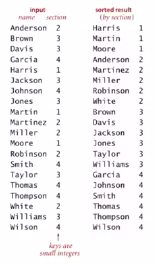 input sorted result
name section (by section)
Anderson 2 Harris 1
Brown 3 Martin 1
Davis 3 Moore 1
Garcia 4 Anderson 2
Harris 1 Martinez 2
Jackson 3 Miller 2
Johnson 4 Robinson 2
Jones 3 White 2
Martin 1 Brown 3
Martinez 2 Davis 3
Miller 2 Jackson 3
Moore 1 Jones 3
Robinson 2 Taylor 3
Smith 4 Williams 3
Taylor 3 Garcia 4
Thomas 4 Johnson 4
Thompson 4 Smith 4
White 2 Thomas 4
Williams 3 Thompson 4
Wilson 4 Wilson 4
keys are
small integers